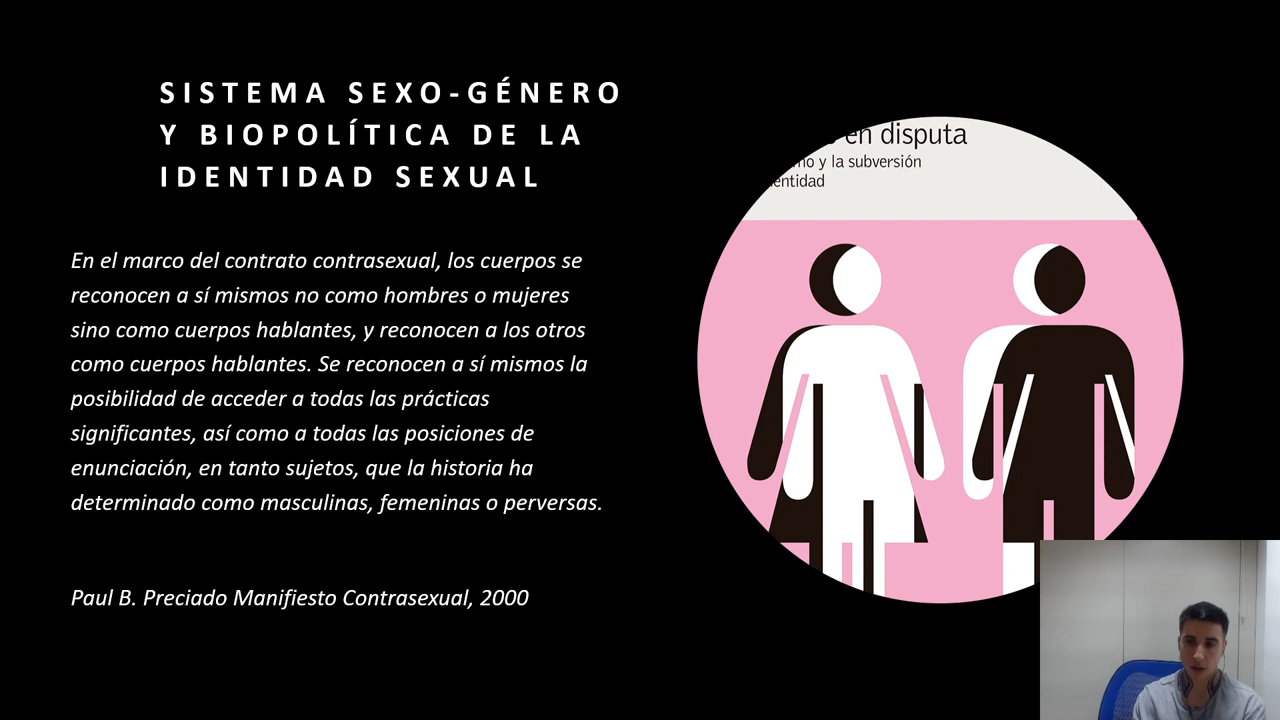 SISTEMA SEXO-GÉNERO
Y BIOPOLÍTICA DE LA
IDENTIDAD SEXUAL
En el marco del contrato contrasexual, los cuerpos se
reconocen a sí mismos no como hombres o mujeres
sino como cuerpos hablantes, y reconocen a los otros
como cuerpos hablantes. Se reconocen a sí mismos la
posibilidad de acceder a todas las prácticas
significantes, así como a todas las posiciones de
enunciación, en tanto sujetos, que la historia ha
determinado como masculinas, femeninas o perversas.
Paul B. Preciado Manifiesto Contrasexual, 2000
en disputa
y la subversión